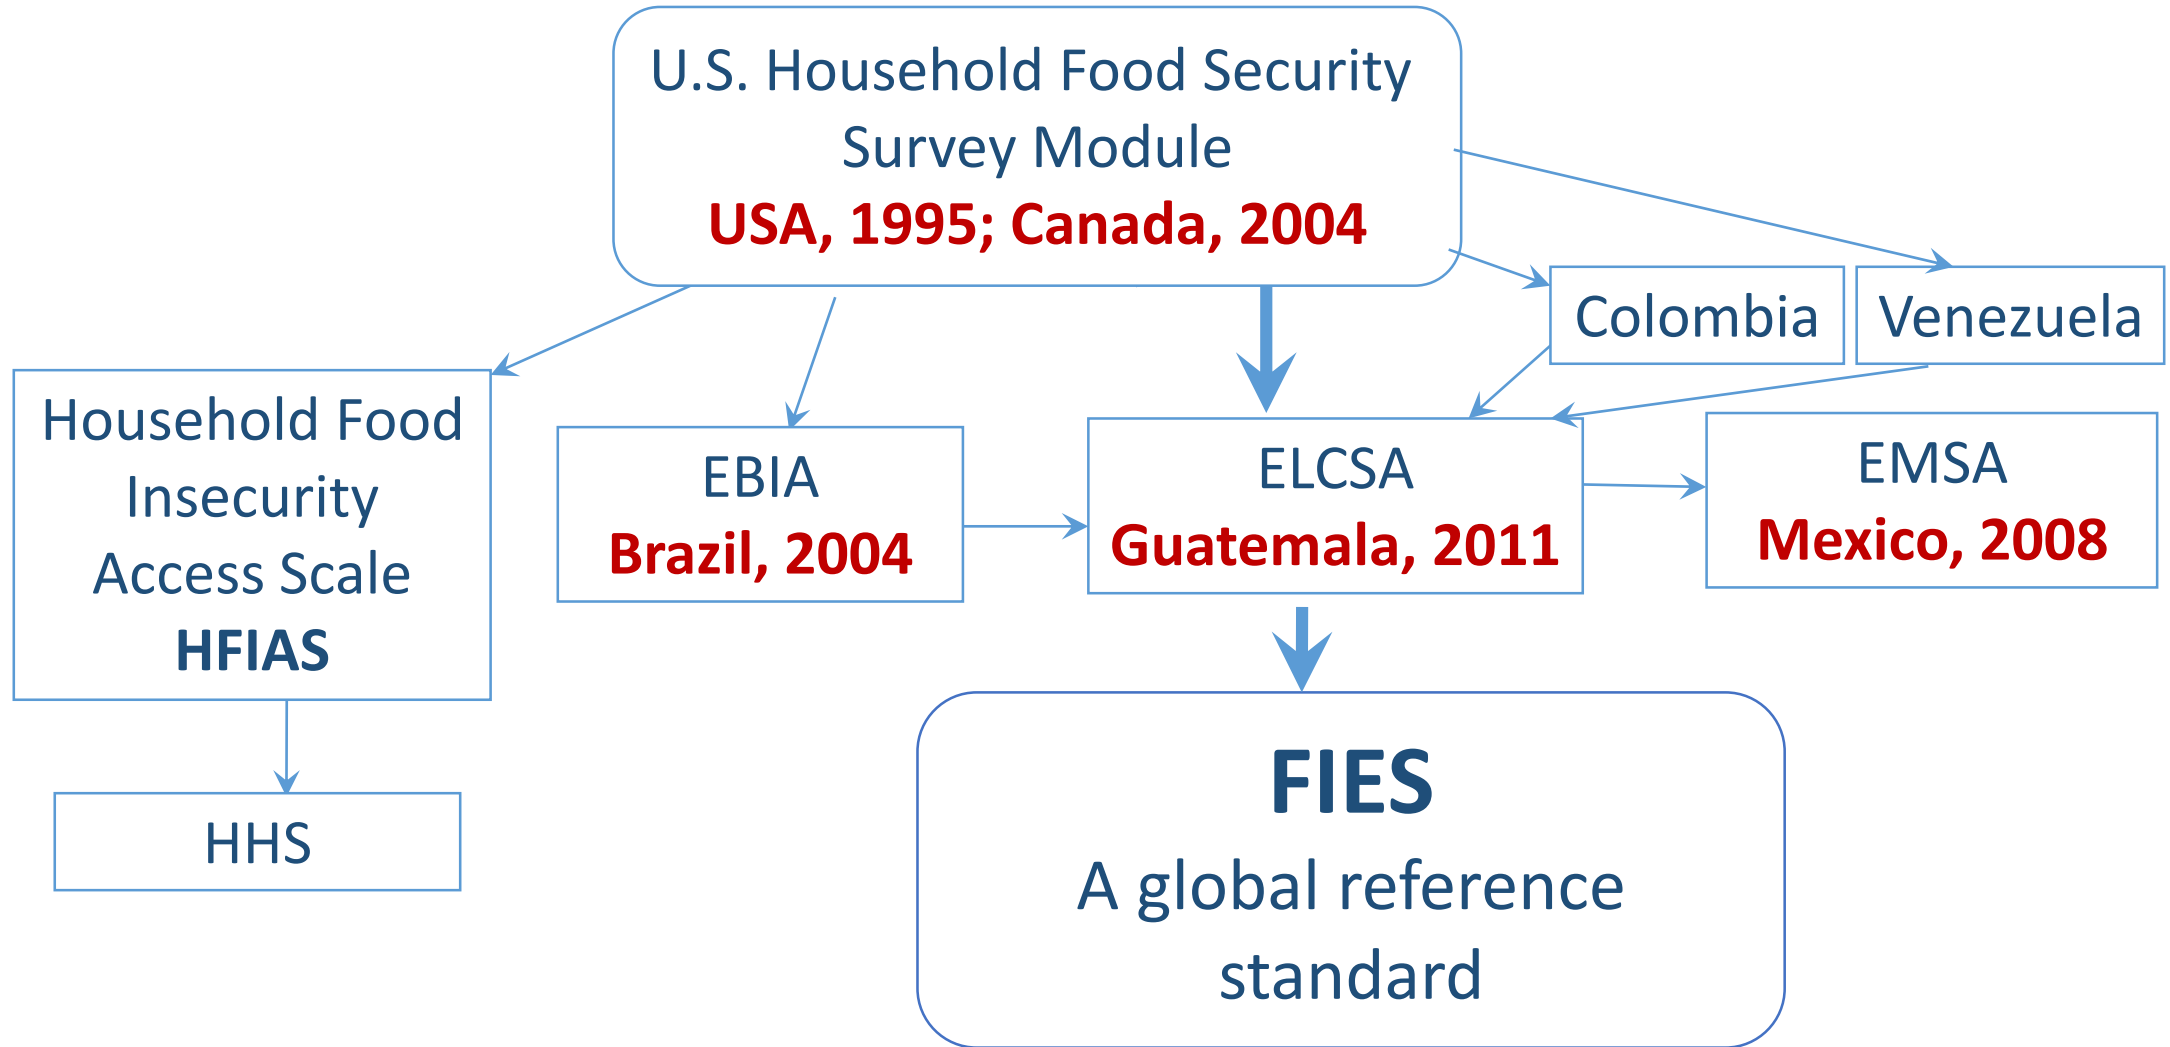 U.S. Household Food Security
Survey Module
USA, 1995; Canada, 2004
Colombia
Venezuela
Household Food
Insecurity
Access Scale
HFIAS
EBIA
Brazil, 2004
ELCSA
Guatemala, 2011
EMSA
Mexico, 2008
HHS
FIES
A global reference
standard